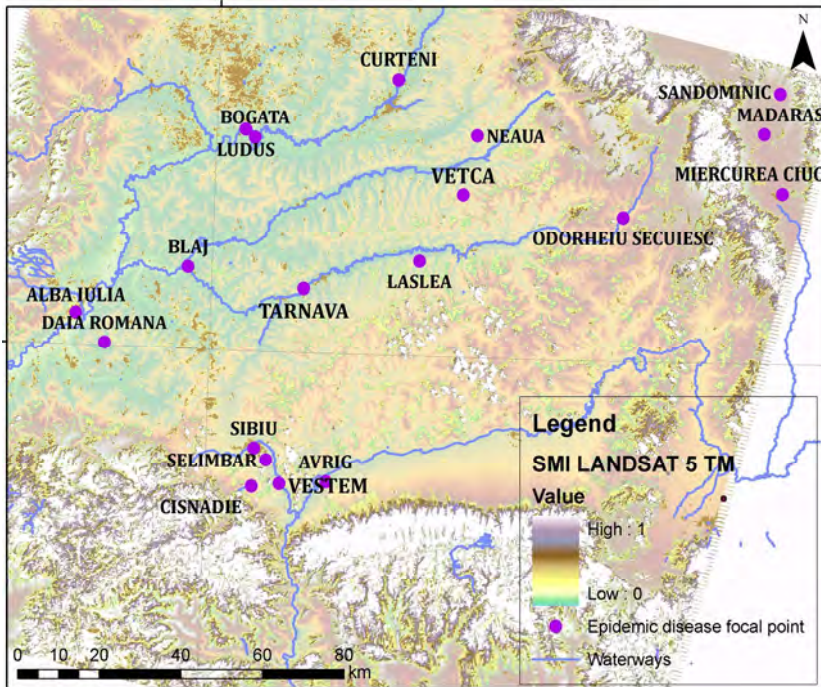 N
CURTENI
SANDOMINIC
BOGATA
MADARAS
LUDUS
NEAUA
VETCA
MIERCUREA CIUC
ODORHEIU SECUIESC
BLAJ
LASLEA
TARNAVA
ALBA IULIA
DAIA ROMANA
SIBIU
SELIMBAR
AVRIG
VESTEM
CISNADIE
Legend
SMI LANDSAT 5 TM
Value
High : 1
Low : 0
Epidemic disease focal point
Waterways
0 5 10 20 30 40 60 80
km